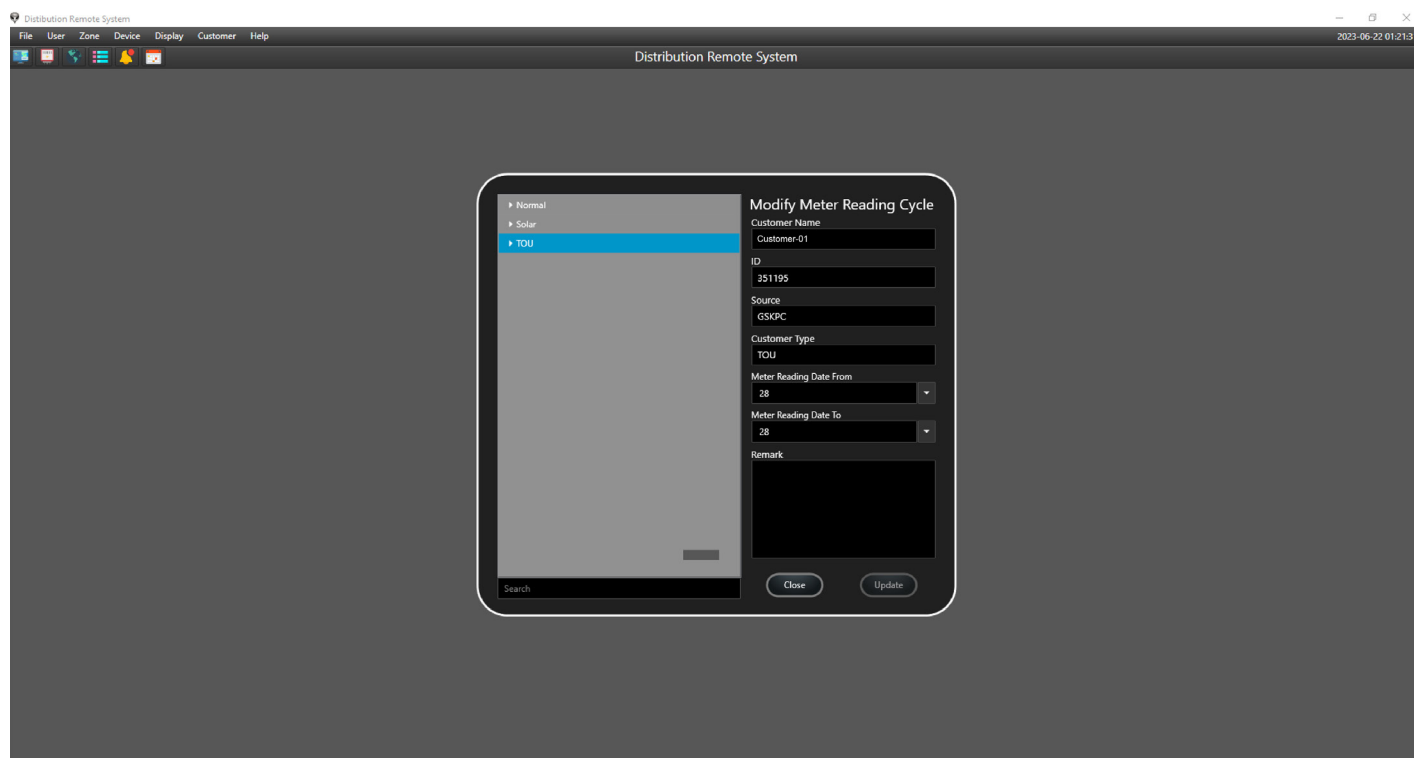 Distibution Remote System
File User Zone Device Display Customer Help
2023-06-22 01:21:3
Distribution Remote System
Normal
Solar
TOU
Search
Modify Meter Reading Cycle
Customer Name
Customer-01
ID
351195
Source
GSKPC
Customer Type
TOU
Meter Reading Date From
28
Meter Reading Date To
28
Remark
Close Update